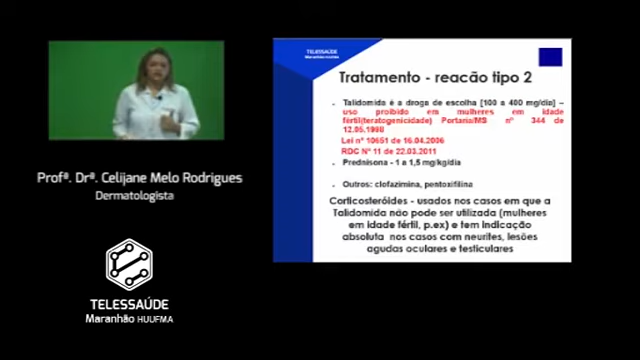 TELESSAÚDE
Tratamento - reacão tipo 2
Talidomida é a droga de escolha [100 a 400 mg/dia] –
uso proibido em mulheres em idade
fértil(teratogenicidade) Portaria/MS nº 344 de
12.05.1998
Lei nº 10651 de 16.04.2006
RDC Nº 11 de 22.03.2011
Prednisona - 1 a 1,5 mg/kg/dia
Outros: clofazimina, pentoxifilina
Corticosteróides - usados nos casos em que a
Talidomida não pode ser utilizada (mulheres
em idade fértil, p.ex) e tem indicação
absoluta nos casos com neurites, lesões
agudas oculares e testiculares
Profª. Drª. Celijane Melo Rodrigues
Dermatologista
TELESSAÚDE
Maranhão HUUFMA